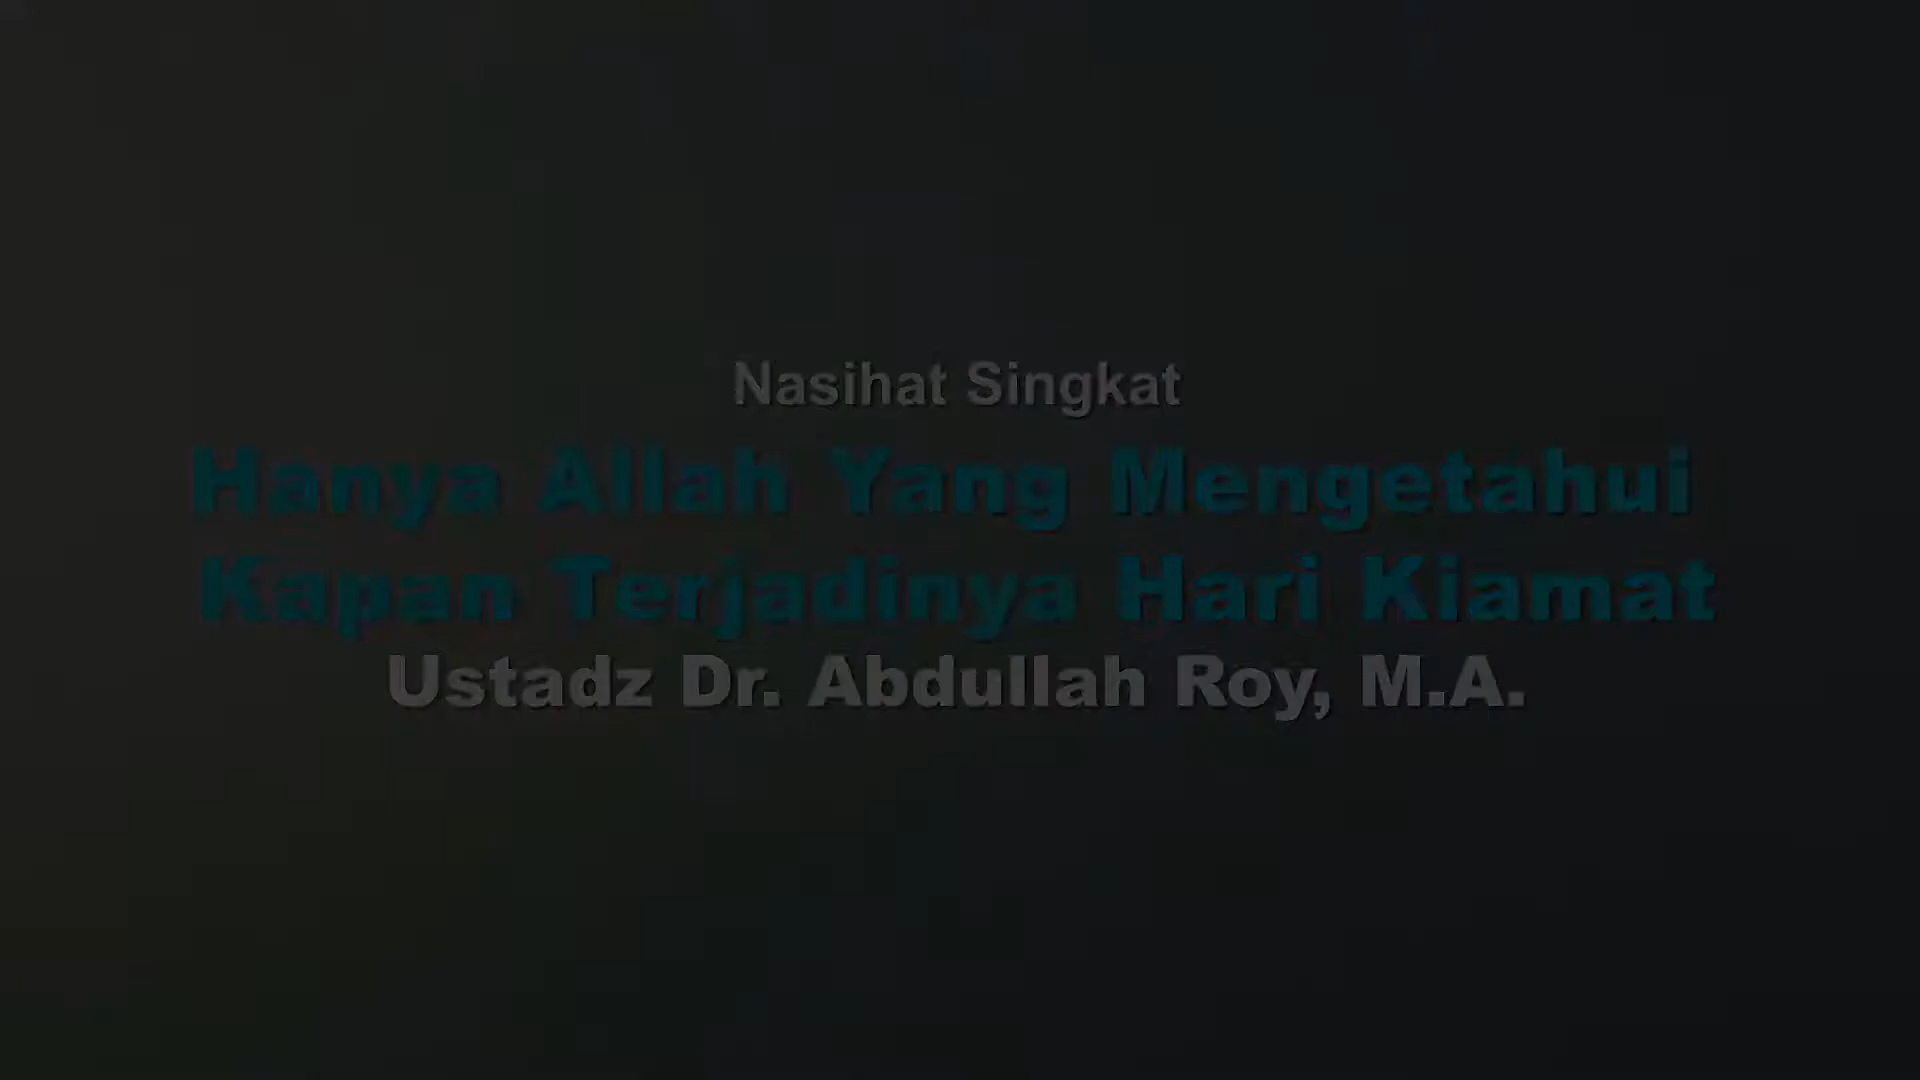 Nasihat Singkat
Hanya Allah Yang Mengetahui
Kapan Terjadinya Hari Kiamat
Ustadz Dr. Abdullah Roy, M.A.